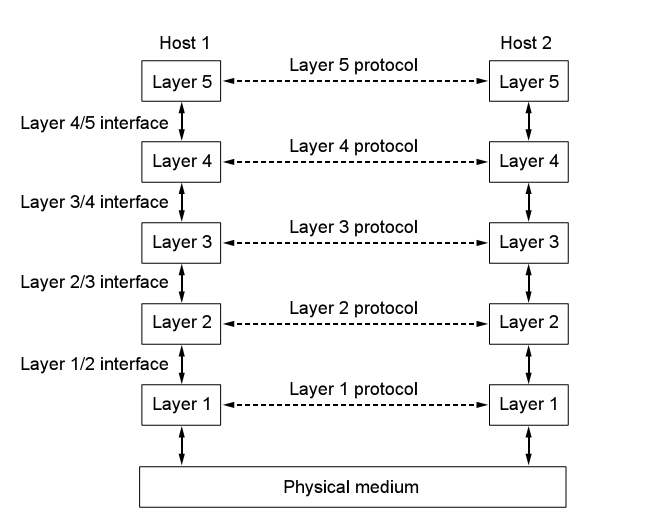 Host 1
Host 2
Layer 5 protocol
Layer 5
Layer 5
Layer 4/5 interface
Layer 4 protocol
Layer 4
Layer 4
Layer 3/4 interface
Layer 3 protocol
Layer 3
Layer 3
Layer 2/3 interface
Layer 2 protocol
Layer 2
Layer 2
Layer 1/2 interface
Layer 1 protocol
Layer 1
Layer 1
Physical medium